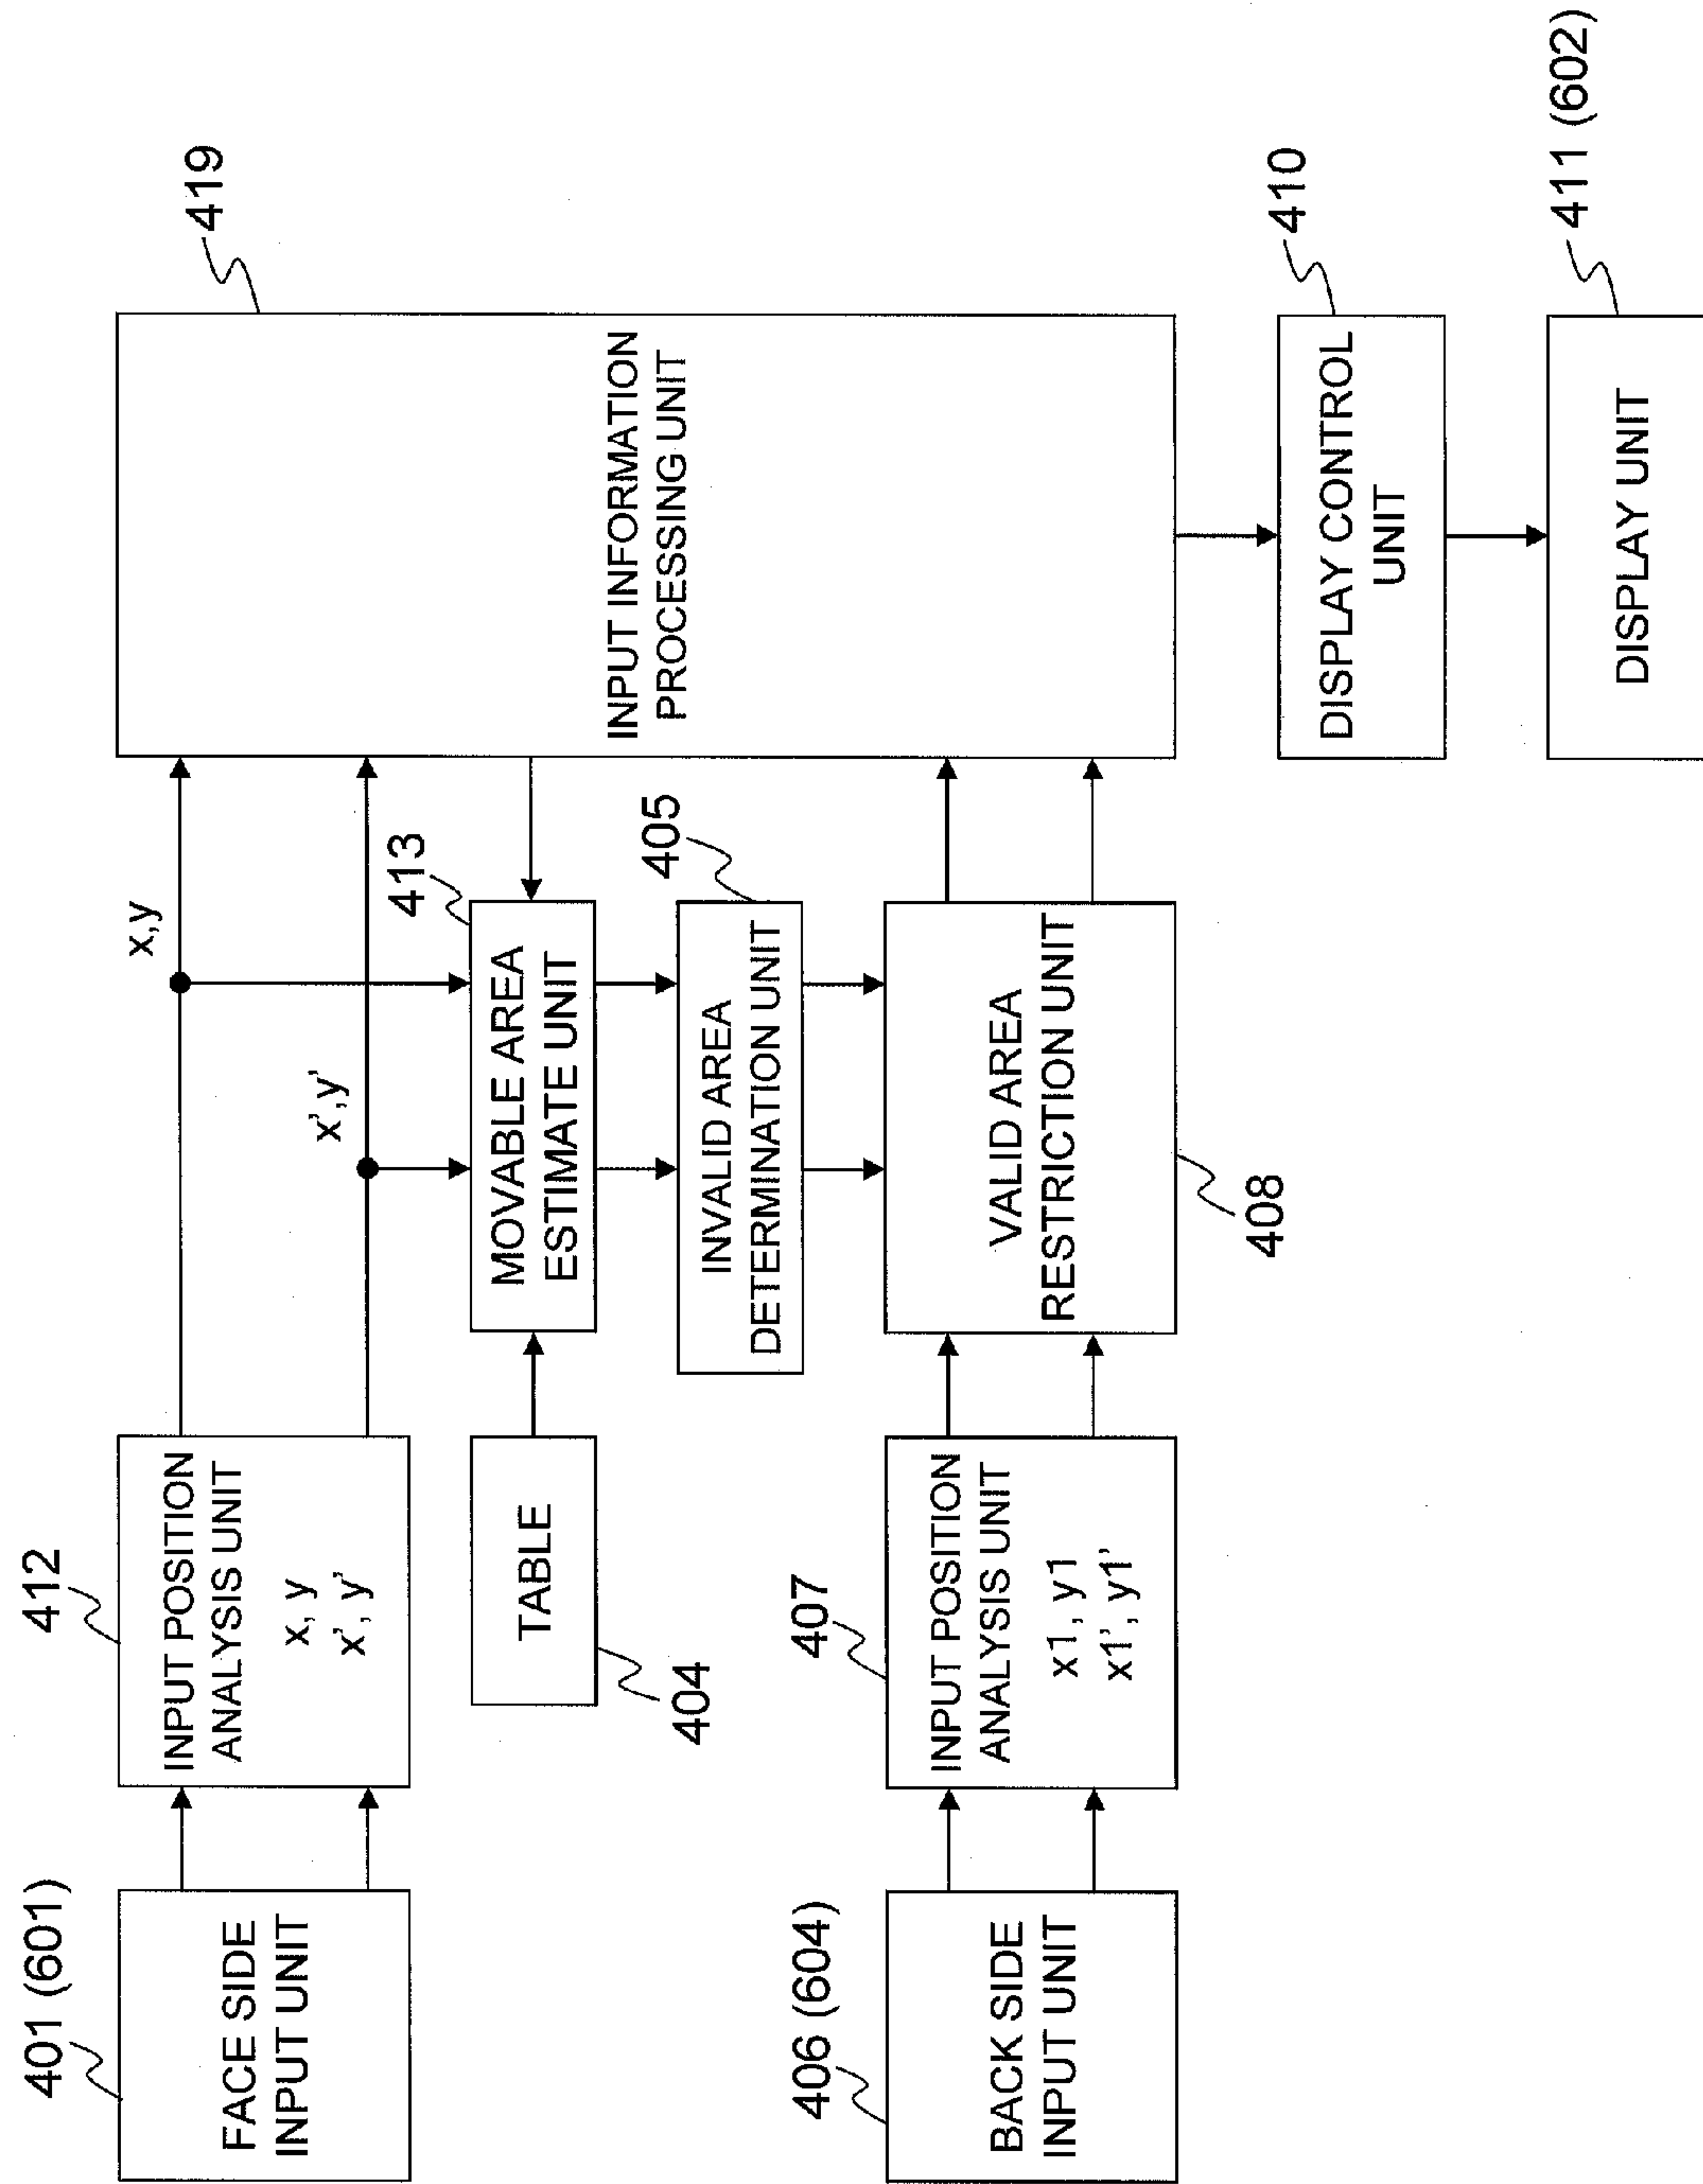 401 (601)
FACE SIDE
INPUT UNIT
412
INPUT POSITION
ANALYSIS UNIT
x, y
x’, y’
x,y
x’,y’
419
INPUT INFORMATION
PROCESSING UNIT
TABLE
404
413
MOVABLE AREA
ESTIMATE UNIT
405
INVALID AREA
DETERMINATION UNIT
406 (604)
BACK SIDE
INPUT UNIT
407
INPUT POSITION
ANALYSIS UNIT
x1, y1
x1’, y1’
VALID AREA
RESTRICTION UNIT
408
410
DISPLAY CONTROL
UNIT
411 (602)
DISPLAY UNIT